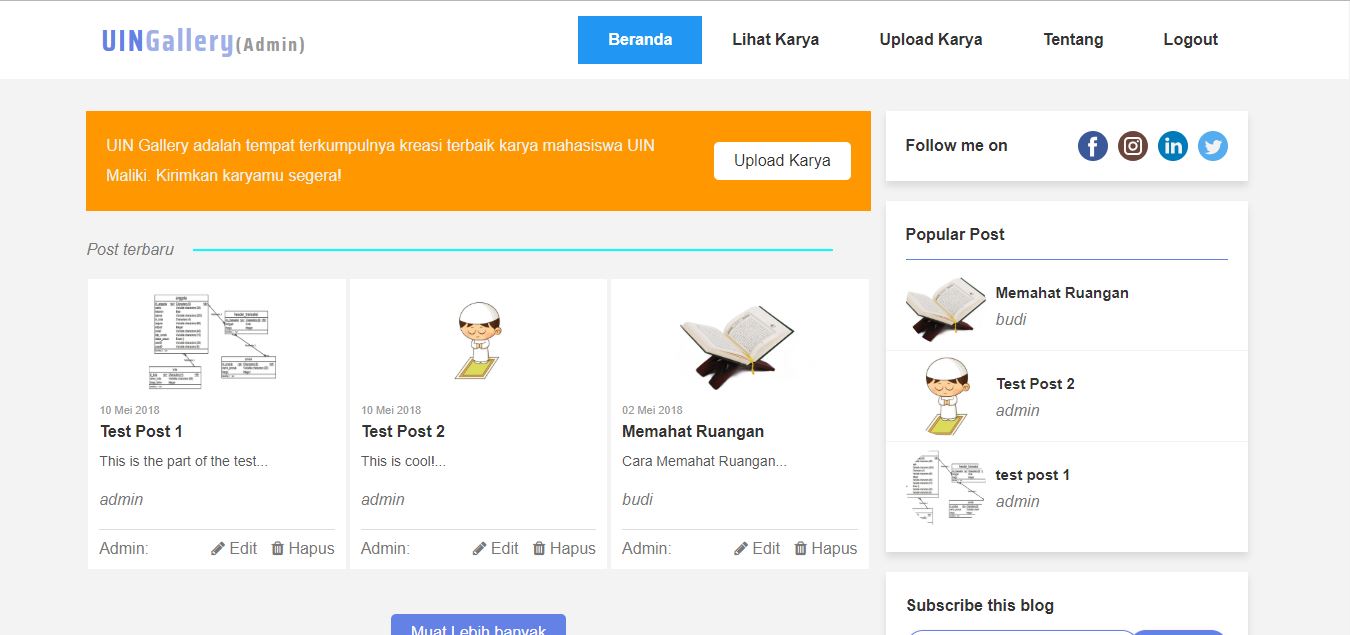 UINGallery(Admin)
Beranda
Lihat Karya
Upload Karya
Tentang
Logout
UIN Gallery adalah tempat terkumpulnya kreasi terbaik karya mahasiswa UIN
Maliki. Kirimkan karyamu segera!
Upload Karya
Post terbaru
10 Mei 2018
Test Post 1
This is the part of the test...
admin
Admin:
Edit
Hapus
10 Mei 2018
Test Post 2
This is cool!...
admin
Admin:
Edit
Hapus
02 Mei 2018
Memahat Ruangan
Cara Memahat Ruangan...
budi
Admin:
Edit
Hapus
Muat Lebih banyak
Follow me on
Popular Post
Memahat Ruangan
budi
Test Post 2
admin
test post 1
admin
Subscribe this blog